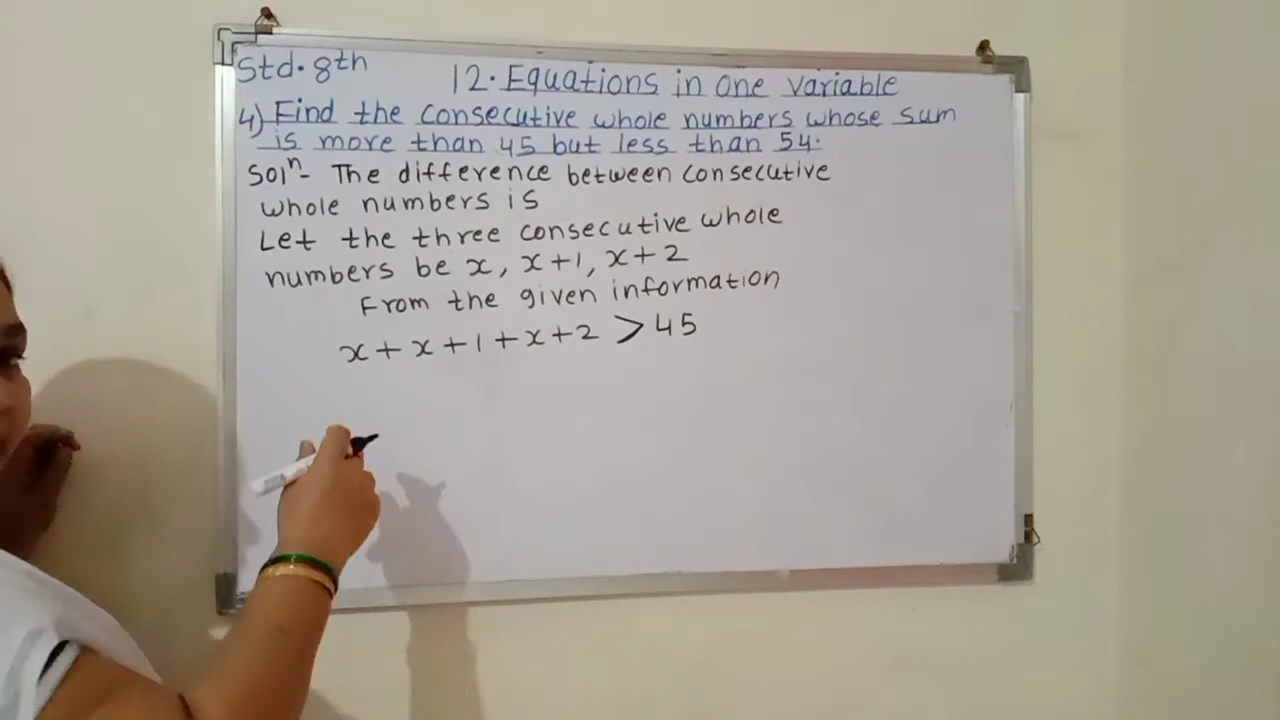 Std. 8th
12. Equations in one variable
4) Find the consecutive whole numbers whose sum
is more than 45 but less than 54.
Solⁿ- The difference between consecutive
whole numbers is
Let the three consecutive whole
numbers be x, x+1, x+2
From the given information
x + x + 1 + x + 2 > 45